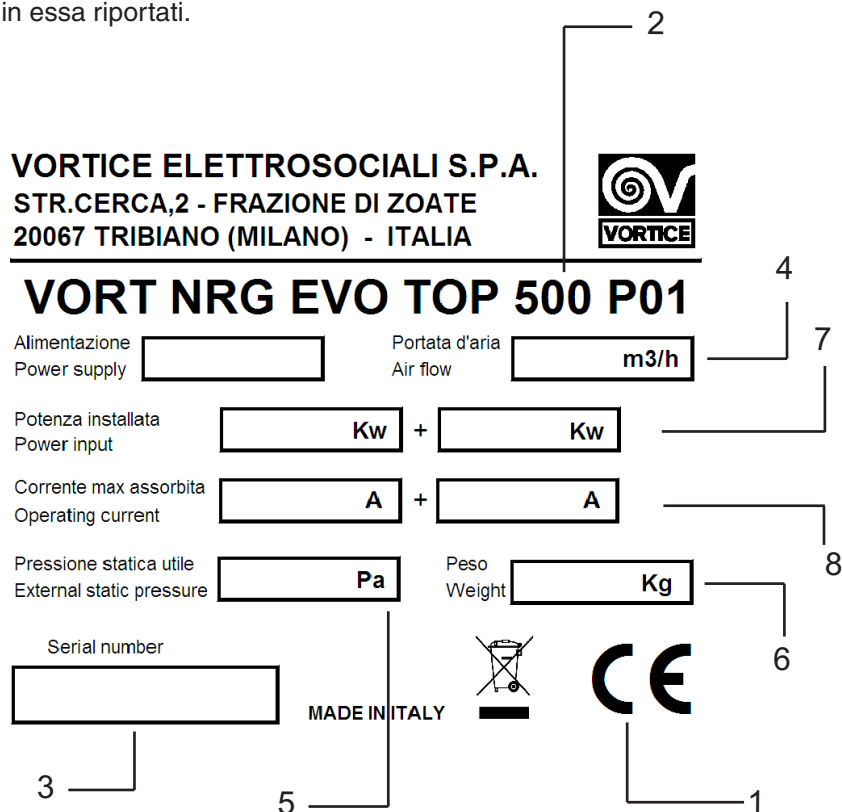 in essa riportati.
2
VORTICE ELETTROSOCIALI S.P.A.
STR.CERCA,2 - FRAZIONE DI ZOATE
20067 TRIBIANO (MILANO) - ITALIA
VORTICE
VORT NRG EVO TOP 500 P01
4
Alimentazione
Power supply
Portata d'aria
Air flow
m3/h
7
Potenza installata
Power input
Kw + Kw
Corrente max assorbita
Operating current
A + A
8
Pressione statica utile
External static pressure
Pa
Peso
Weight
Kg
6
Serial number
MADE IN ITALY
CE
3
5
1